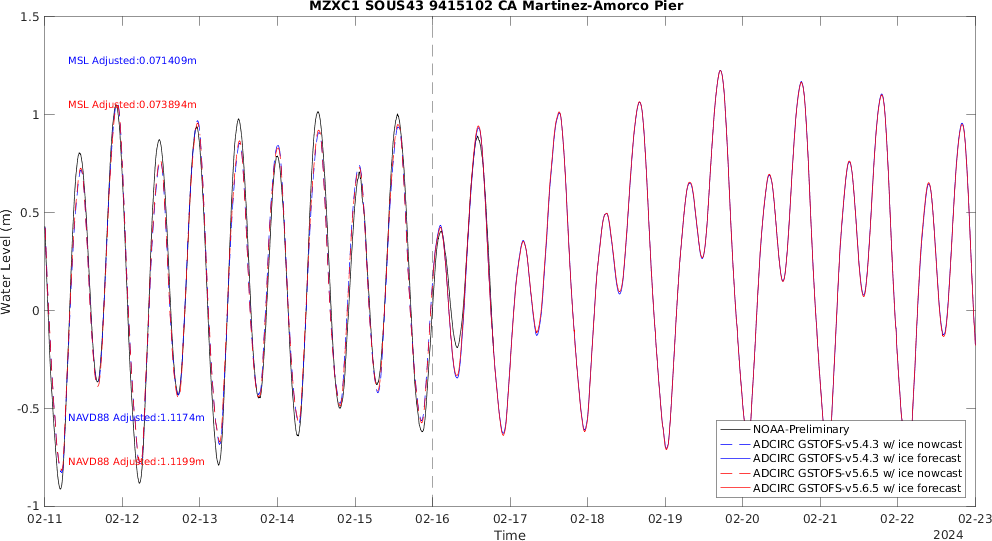 MZXC1 SOUS43 9415102 CA Martinez-Amorco Pier
1.5
1
0.5
0
-0.5
-1
Water Level (m)
MSL Adjusted:0.071409m
MSL Adjusted:0.073894m
NAVD88 Adjusted:1.1174m
NAVD88 Adjusted:1.1199m
NOAA-Preliminary
ADCIRC GSTOFS-v5.4.3 w/ ice nowcast
ADCIRC GSTOFS-v5.4.3 w/ ice forecast
ADCIRC GSTOFS-v5.6.5 w/ ice nowcast
ADCIRC GSTOFS-v5.6.5 w/ ice forecast
02-11 02-12 02-13 02-14 02-15 02-16 02-17 02-18 02-19 02-20 02-21 02-22 02-23
Time
2024